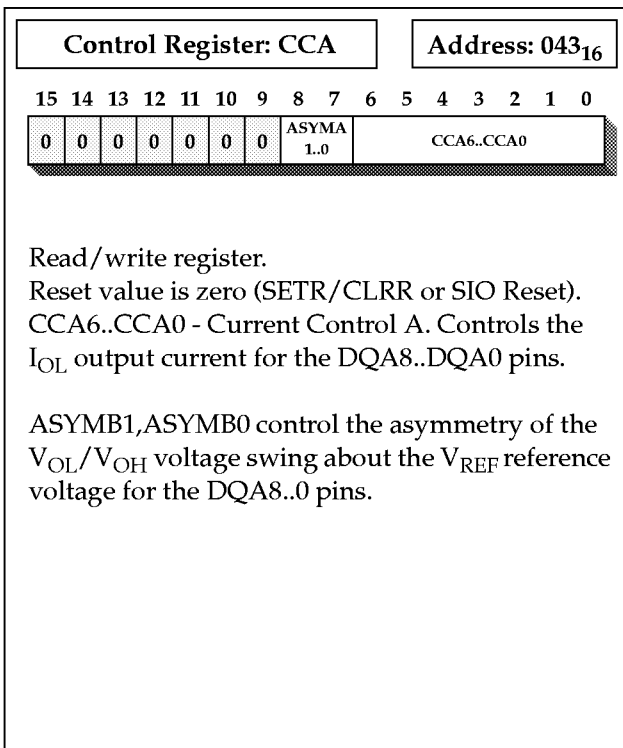 Control Register: CCA
Address: 043₁₆
15 14 13 12 11 10 9 8 7 6 5 4 3 2 1 0
0 0 0 0 0 0 0 ASYMA
1..0
CCA6..CCA0
Read/write register.
Reset value is zero (SETR/CLRR or SIO Reset).
CCA6..CCA0 - Current Control A. Controls the
I_OL output current for the DQA8..DQA0 pins.
ASYMB1,ASYMB0 control the asymmetry of the
V_OL/V_OH voltage swing about the V_REF reference
voltage for the DQA8..0 pins.